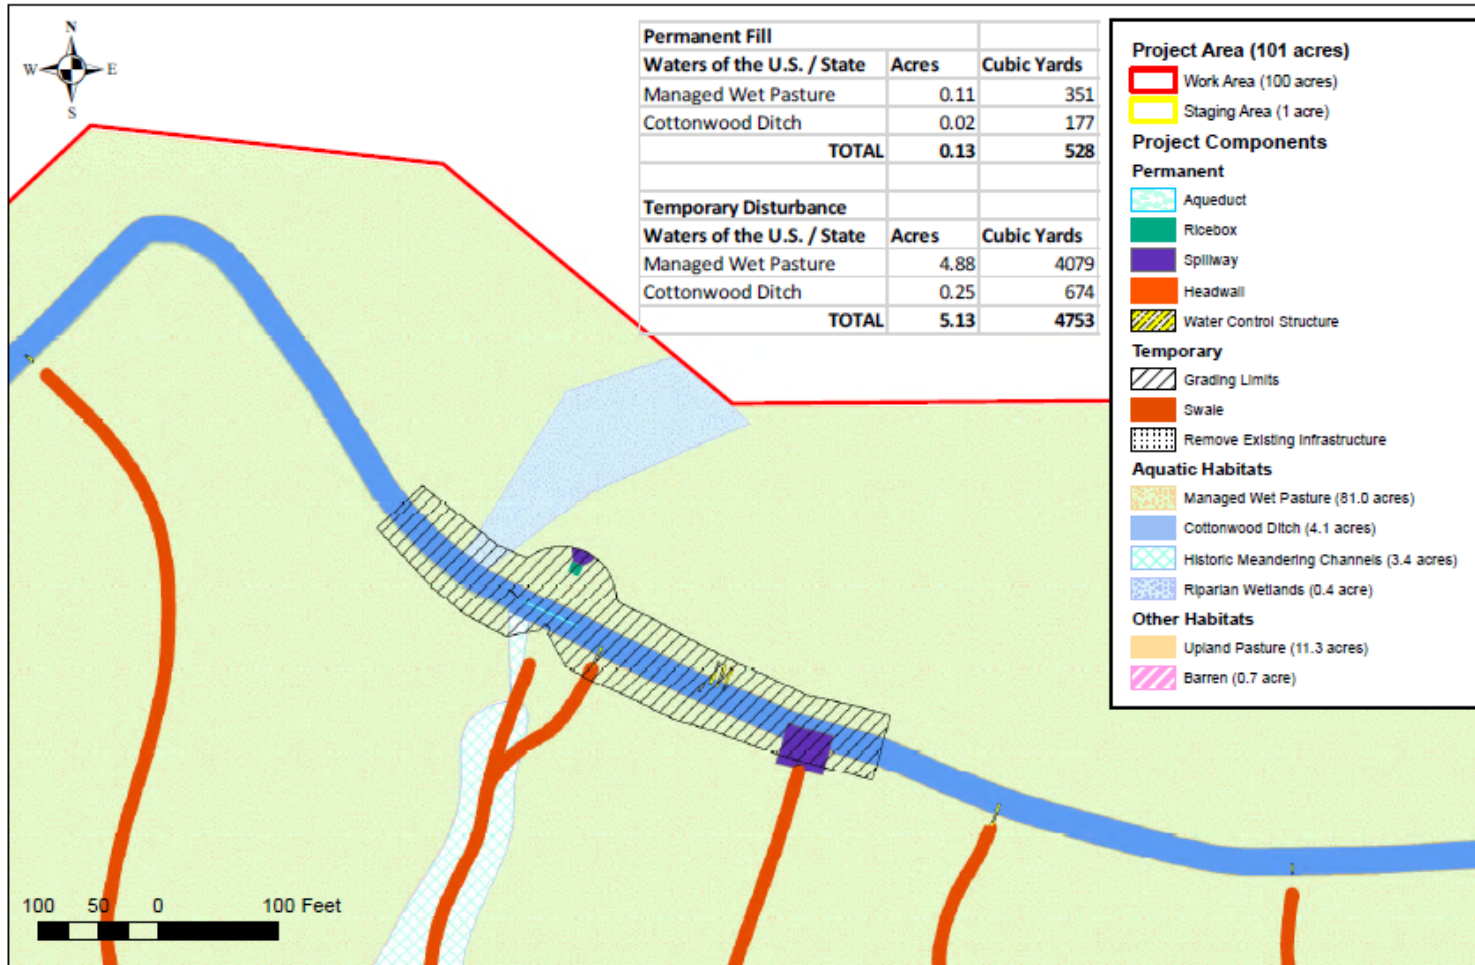 N
W E
S
Permanent Fill
Waters of the U.S. / State Acres Cubic Yards
Managed Wet Pasture 0.11 351
Cottonwood Ditch 0.02 177
TOTAL 0.13 528
Temporary Disturbance
Waters of the U.S. / State Acres Cubic Yards
Managed Wet Pasture 4.88 4079
Cottonwood Ditch 0.25 674
TOTAL 5.13 4753
Project Area (101 acres)
Work Area (100 acres)
Staging Area (1 acre)
Project Components
Permanent
Aqueduct
Ricebox
Spillway
Headwall
Water Control Structure
Temporary
Grading Limits
Swale
Remove Existing Infrastructure
Aquatic Habitats
Managed Wet Pasture (81.0 acres)
Cottonwood Ditch (4.1 acres)
Historic Meandering Channels (3.4 acres)
Riparian Wetlands (0.4 acre)
Other Habitats
Upland Pasture (11.3 acres)
Barren (0.7 acre)
100 50 0 100 Feet